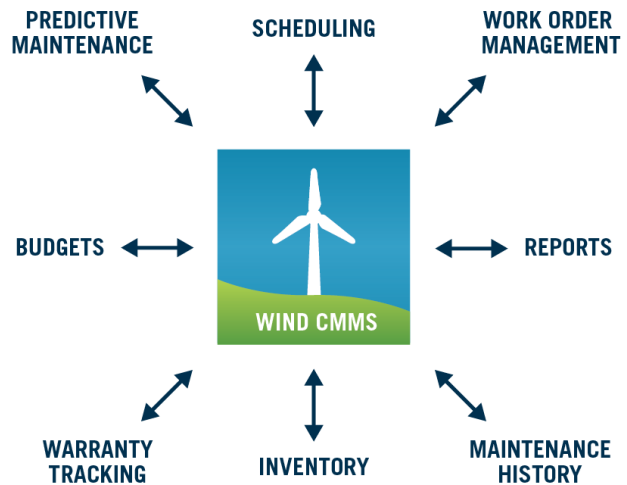 PREDICTIVE
MAINTENANCE
SCHEDULING
WORK ORDER
MANAGEMENT
BUDGETS
REPORTS
WIND CMMS
WARRANTY
TRACKING
INVENTORY
MAINTENANCE
HISTORY